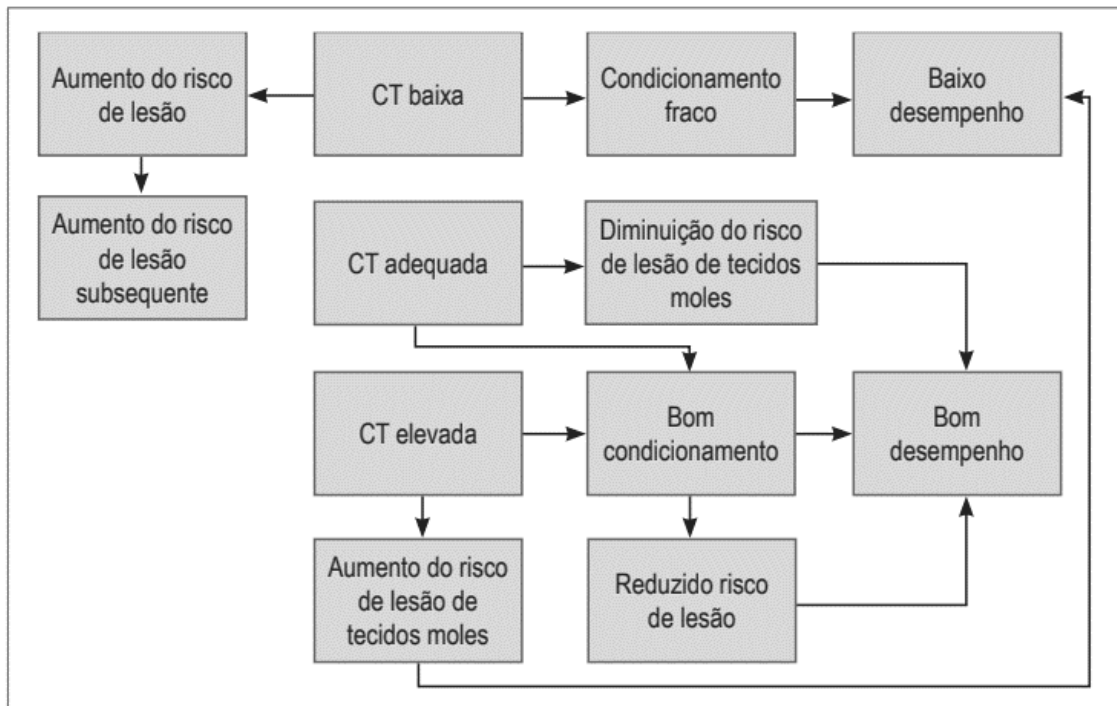 Aumento do risco
de lesão
CT baixa
Condicionamento
fraco
Baixo
desempenho
Aumento do risco
de lesão
subsequente
CT adequada
Diminuição do risco
de lesão de tecidos
moles
CT elevada
Bom
condicionamento
Bom
desempenho
Aumento do risco
de lesão de
tecidos moles
Reduzido risco
de lesão